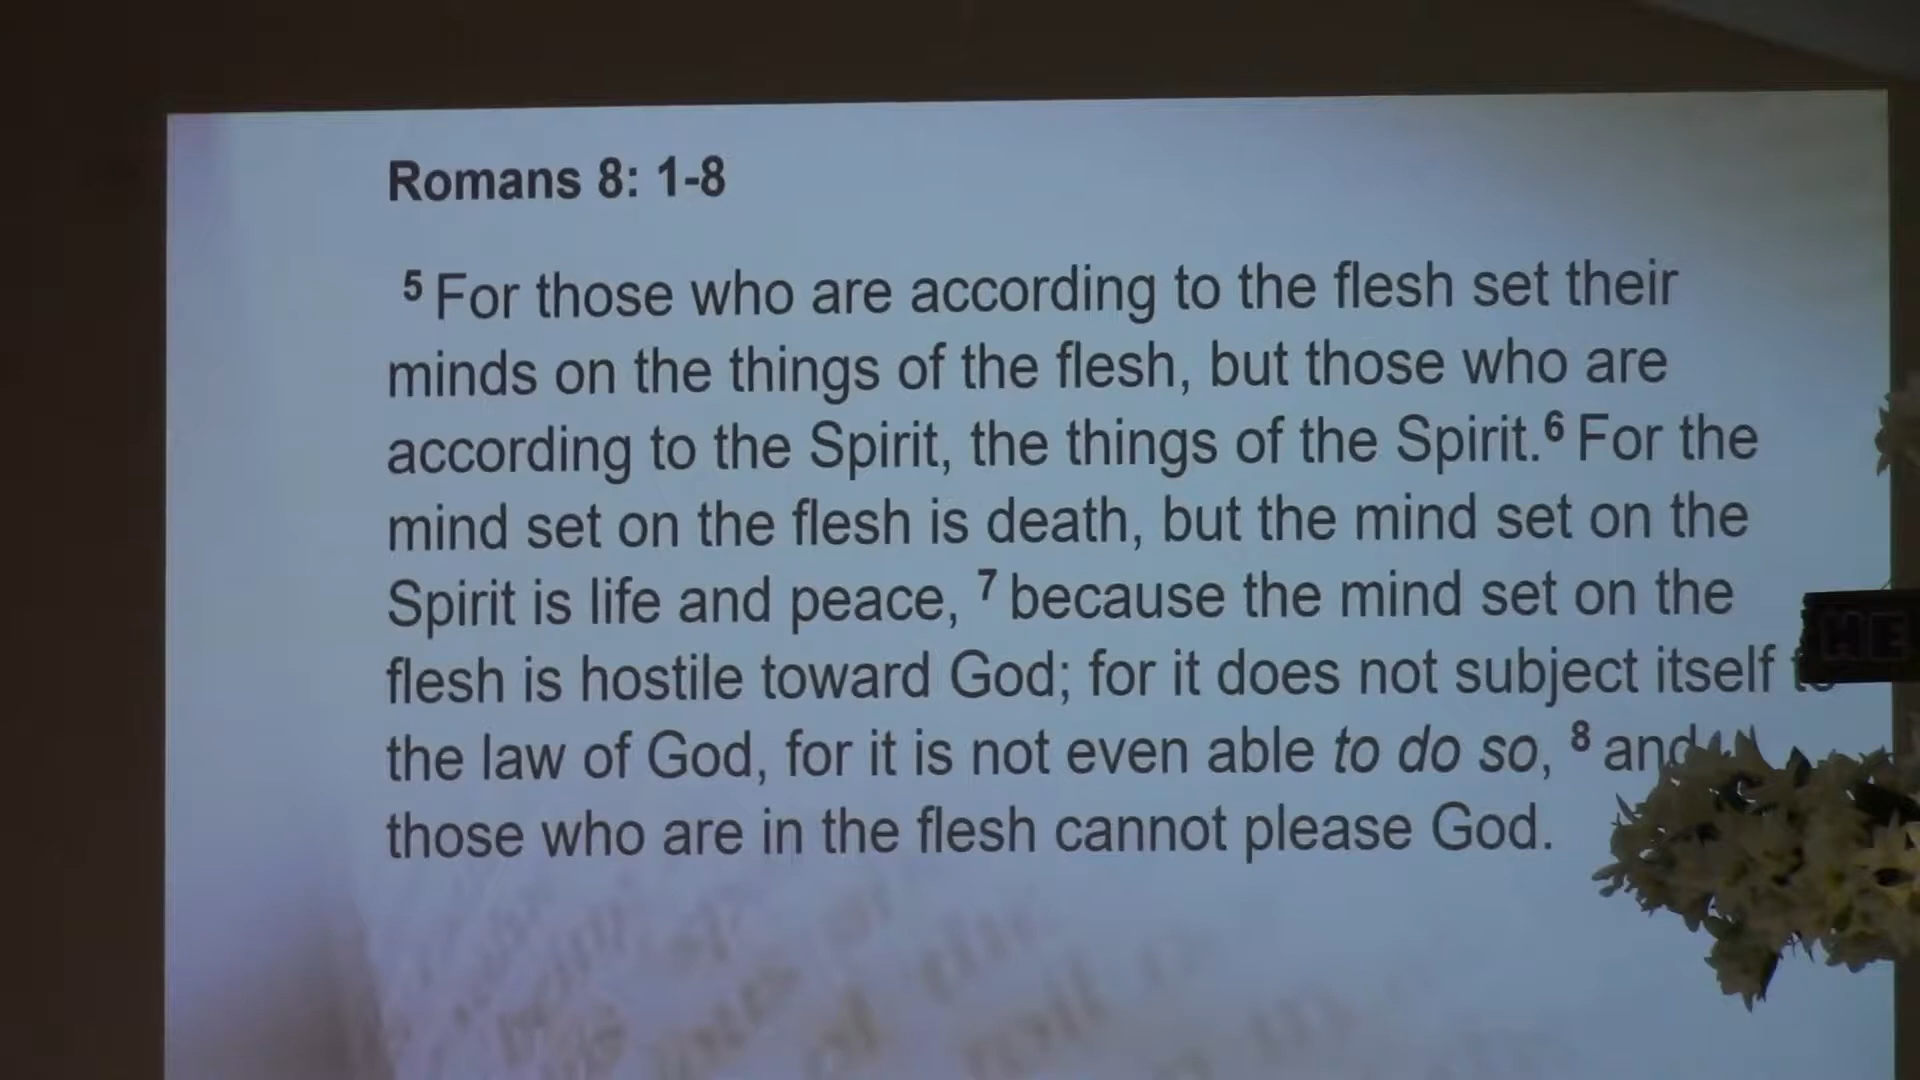 Romans 8: 1-8
5 For those who are according to the flesh set their
minds on the things of the flesh, but those who are
according to the Spirit, the things of the Spirit.6 For the
mind set on the flesh is death, but the mind set on the
Spirit is life and peace, 7 because the mind set on the
flesh is hostile toward God; for it does not subject itself
the law of God, for it is not even able to do so, 8 and
those who are in the flesh cannot please God.